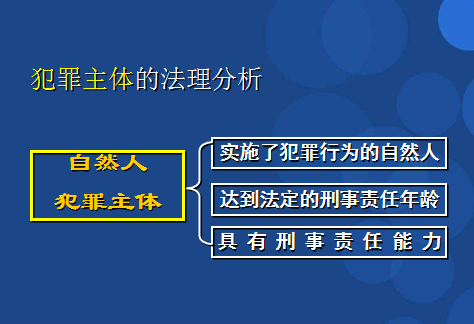 犯罪主体的法理分析
自然人
犯罪主体
实施了犯罪行为的自然人
达到法定的刑事责任年龄
具有刑事责任能力